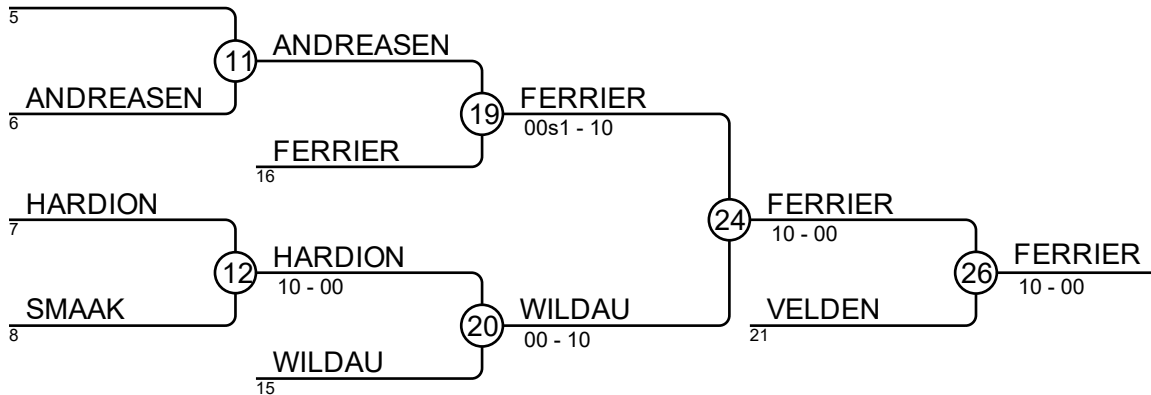 5
11
ANDREASEN
ANDREASEN
6
19
FERRIER
00s1 - 10
FERRIER
16
HARDION
7
24
FERRIER
10 - 00
12
HARDION
10 - 00
26
FERRIER
10 - 00
SMAAK
8
20
WILDAU
00 - 10
VELDEN
21
WILDAU
15